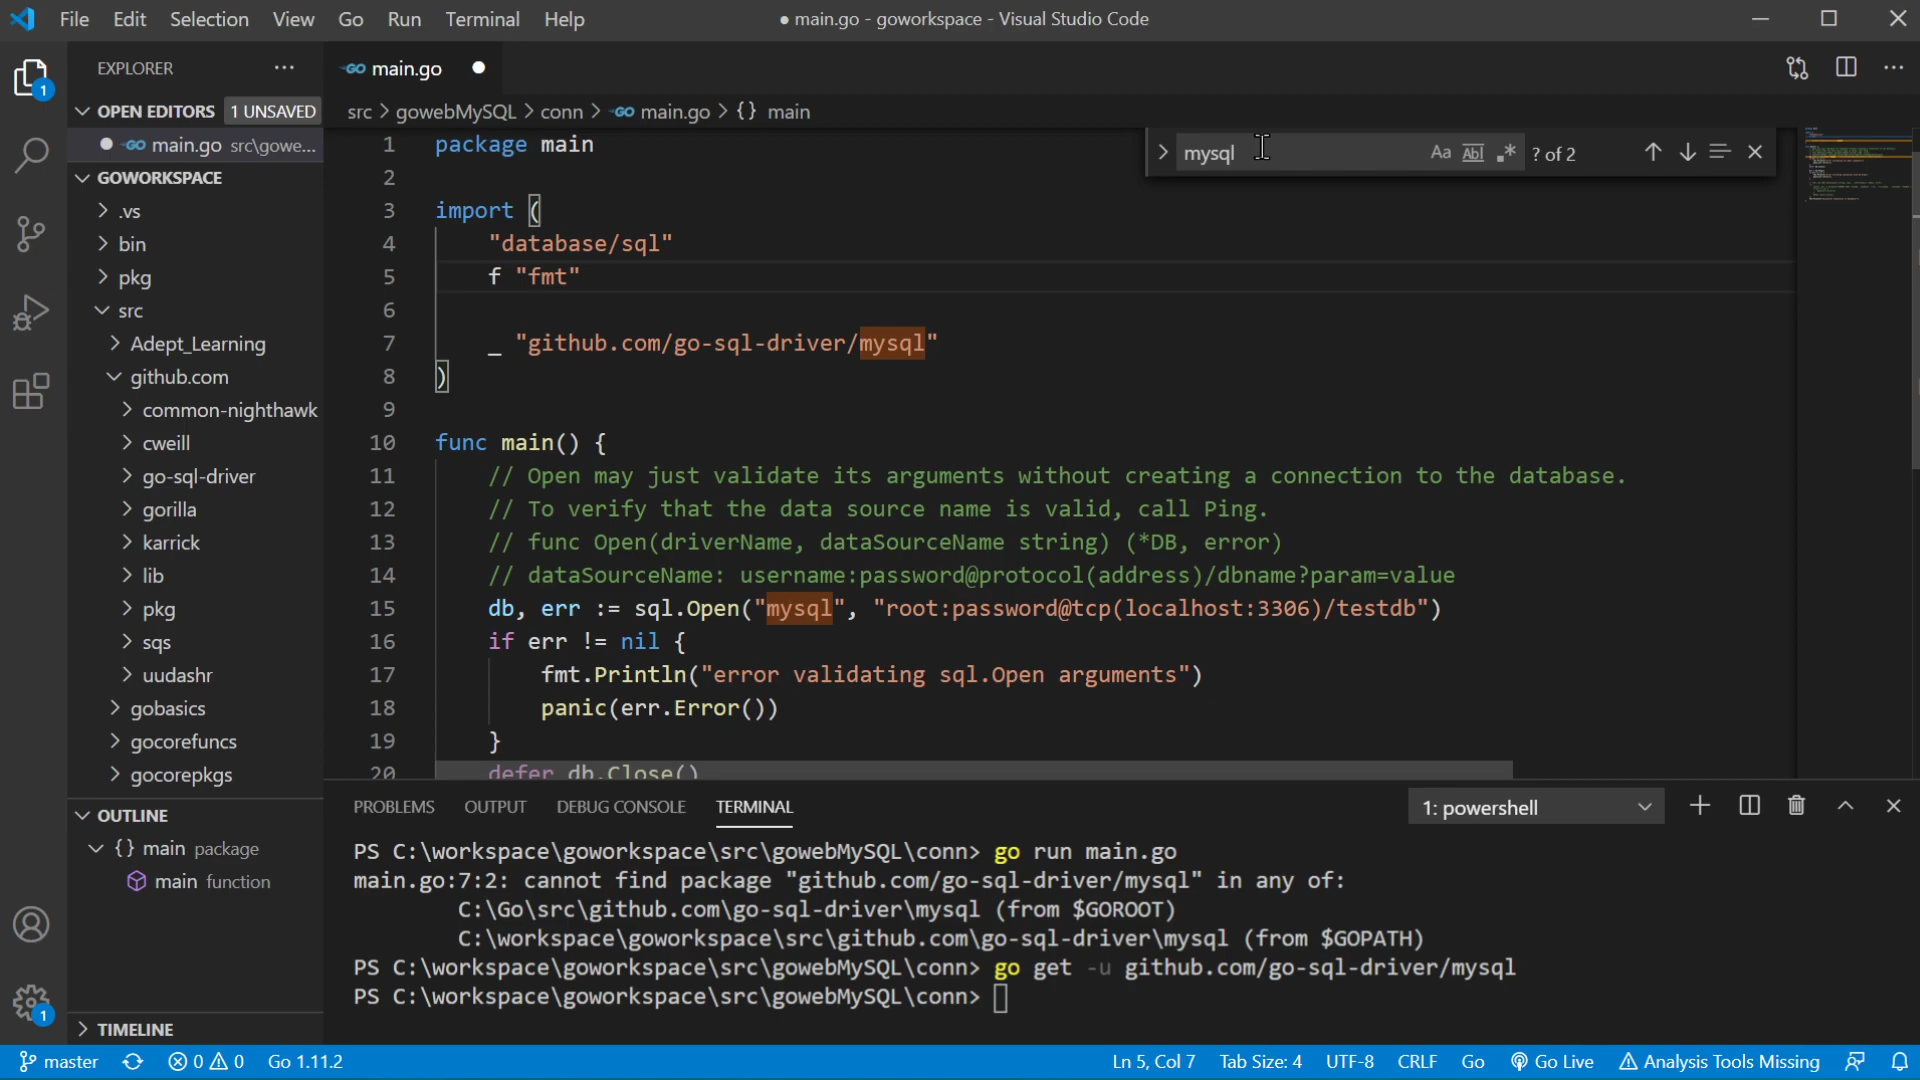 File Edit Selection View Go Run Terminal Help
● main.go - goworkspace - Visual Studio Code
EXPLORER
OPEN EDITORS 1 UNSAVED
main.go src\gowe...
GOWORKSPACE
.vs
bin
pkg
src
Adept_Learning
github.com
common-nighthawk
cweill
go-sql-driver
gorilla
karrick
lib
pkg
sqs
uudashr
gobasics
gocorefuncs
gocorepkgs
OUTLINE
{} main package
main function
TIMELINE
GO main.go
src > gowebMySQL > conn > GO main.go > {} main
mysql Aa Abl .* ? of 2
1 package main
2
3 import (
4 "database/sql"
5 f "fmt"
6
7 _ "github.com/go-sql-driver/mysql"
8 )
9
10 func main() {
11 // Open may just validate its arguments without creating a connection to the database.
12 // To verify that the data source name is valid, call Ping.
13 // func Open(driverName, dataSourceName string) (*DB, error)
14 // dataSourceName: username:password@protocol(address)/dbname?param=value
15 db, err := sql.Open("mysql", "root:password@tcp(localhost:3306)/testdb")
16 if err != nil {
17 fmt.Println("error validating sql.Open arguments")
18 panic(err.Error())
19 }
20 defer db.Close()
PROBLEMS OUTPUT DEBUG CONSOLE TERMINAL 1: powershell
PS C:\workspace\goworkspace\src\gowebMySQL\conn> go run main.go
main.go:7:2: cannot find package "github.com/go-sql-driver/mysql" in any of:
C:\Go\src\github.com\go-sql-driver\mysql (from $GOROOT)
C:\workspace\goworkspace\src\github.com\go-sql-driver\mysql (from $GOPATH)
PS C:\workspace\goworkspace\src\gowebMySQL\conn> go get -u github.com/go-sql-driver/mysql
PS C:\workspace\goworkspace\src\gowebMySQL\conn>
1
1
master 0 0 Go 1.11.2 Ln 5, Col 7 Tab Size: 4 UTF-8 CRLF Go Go Live Analysis Tools Missing